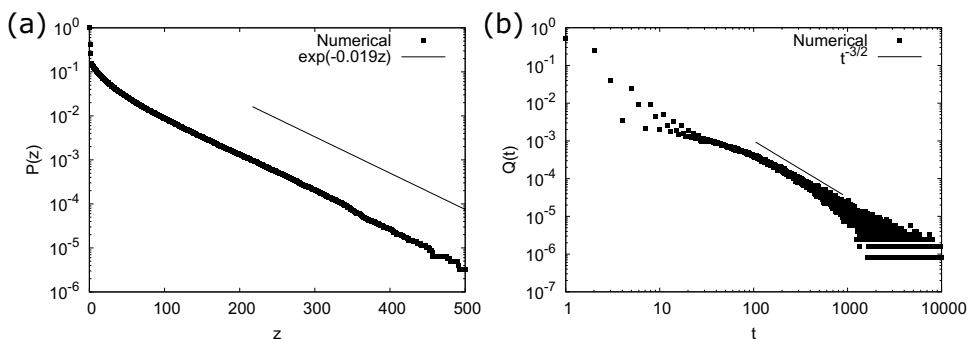 (a)
P(z)
10^0
10^-1
10^-2
10^-3
10^-4
10^-5
10^-6
Numerical
exp(-0.019z)
0 100 200 300 400 500
z
(b)
Q(t)
10^0
10^-1
10^-2
10^-3
10^-4
10^-5
10^-6
10^-7
Numerical
t^-3/2
1 10 100 1000 10000
t